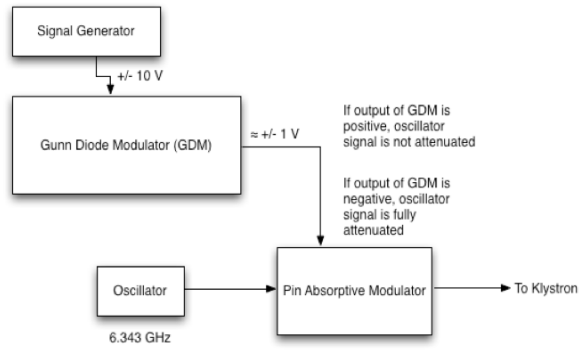 Signal Generator
+/- 10 V
Gunn Diode Modulator (GDM)
≈ +/- 1 V
If output of GDM is
positive, oscillator
signal is not attenuated
If output of GDM is
negative, oscillator
signal is fully
attenuated
Oscillator
Pin Absorptive Modulator
To Klystron
6.343 GHz